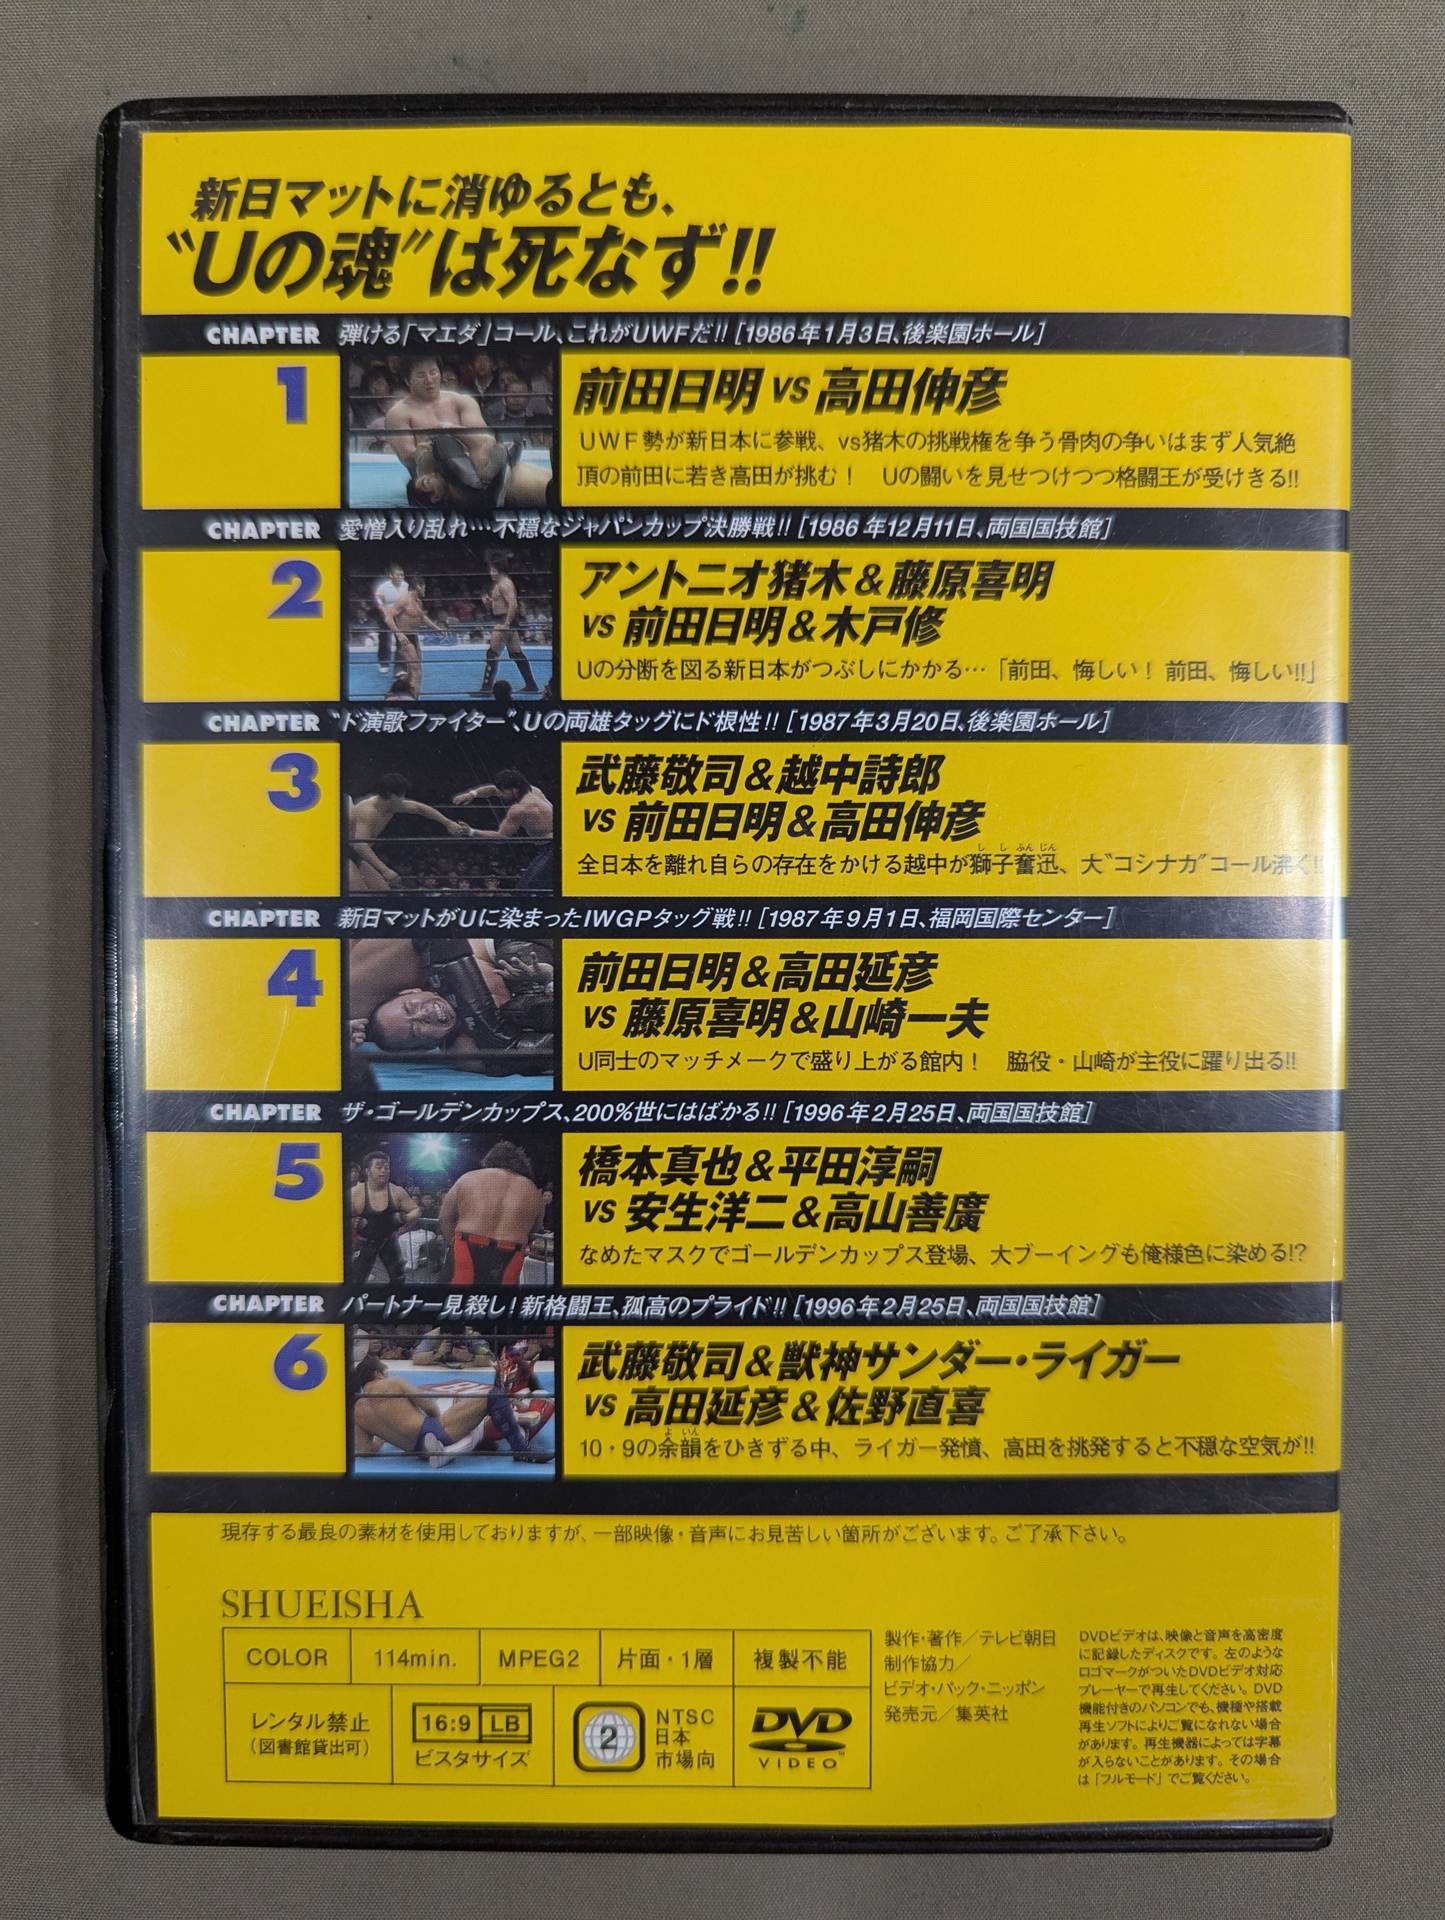 新日マットに消ゆるとも、
“Uの魂”は死なず!!
CHAPTER 弾ける「マエダ」コール、これがUWFだ!!［1986年1月3日、後楽園ホール］
1
前田日明 vs 高田伸彦
UWF勢が新日本に参戦、vs猪木の挑戦権を争う骨肉の争いはまず人気絶
頂の前田に若き高田が挑む！ Uの闘いを見せつけつつ格闘王が受けきる!!
CHAPTER 愛憎入り乱れ…不穏なジャパンカップ決勝戦!!［1986年12月11日、両国国技館］
2
アントニオ猪木＆藤原喜明
vs 前田日明＆木戸修
Uの分断を図る新日本がつぶしにかかる…「前田、悔しい！ 前田、悔しい!!」
CHAPTER “ド演歌ファイター”、Uの両雄タッグにド根性!!［1987年3月20日、後楽園ホール］
3
武藤敬司＆越中詩郎
vs 前田日明＆高田伸彦
しし ふんじん
全日本を離れ自らの存在をかける越中が獅子奮迅、大“コシナカ”コール沸く!!
CHAPTER 新日マットがUに染まったIWGPタッグ戦!!［1987年9月1日、福岡国際センター］
4
前田日明＆高田延彦
vs 藤原喜明＆山崎一夫
U同士のマッチメークで盛り上がる館内！ 脇役・山崎が主役に躍り出る!!
CHAPTER ザ・ゴールデンカップス、200%世にはばかる!!［1996年2月25日、両国国技館］
5
橋本真也＆平田淳嗣
vs 安生洋二＆高山善廣
なめたマスクでゴールデンカップス登場、大ブーイングも俺様色に染める!?
CHAPTER パートナー見殺し！新格闘王、孤高のプライド!!［1996年2月25日、両国国技館］
6
武藤敬司＆獣神サンダー・ライガー
vs 高田延彦＆佐野直喜
よいん
10・9の余韻をひきずる中、ライガー発憤、高田を挑発すると不穏な空気が!!
現存する最良の素材を使用しておりますが、一部映像・音声にお見苦しい箇所がございます。ご了承下さい。
SHUEISHA
COLOR 114min. MPEG2 片面・1層 複製不能
レンタル禁止
（図書館貸出可）
16:9 LB
ビスタサイズ
2
NTSC
日本
市場向
DVD
VIDEO™
製作・著作／テレビ朝日
制作協力／
ビデオ・パック・ニッポン
発売元／集英社
DVDビデオは、映像と音声を高密度
に記録したディスクです。左のような
ロゴマークがついたDVDビデオ対応
プレーヤーで再生してください。DVD
機能付きのパソコンでも、機種や搭載
再生ソフトによりご覧になれない場合
があります。再生機器によっては字幕
が入らないことがあります。その場合
は「フルモード」でご覧ください。